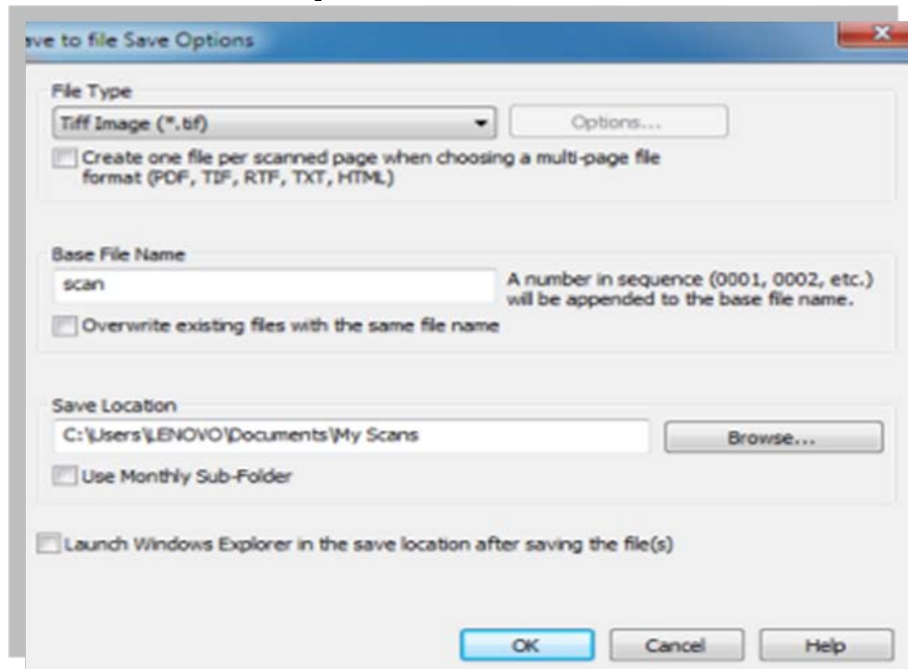 ve to file Save Options
File Type
Tiff Image (*.tif)
Options...
Create one file per scanned page when choosing a multi-page file
format (PDF, TIF, RTF, TXT, HTML)
Base File Name
scan
A number in sequence (0001, 0002, etc.)
will be appended to the base file name.
Overwrite existing files with the same file name
Save Location
C:\Users\LENOVO\Documents\My Scans
Browse...
Use Monthly Sub-Folder
Launch Windows Explorer in the save location after saving the file(s)
OK
Cancel
Help